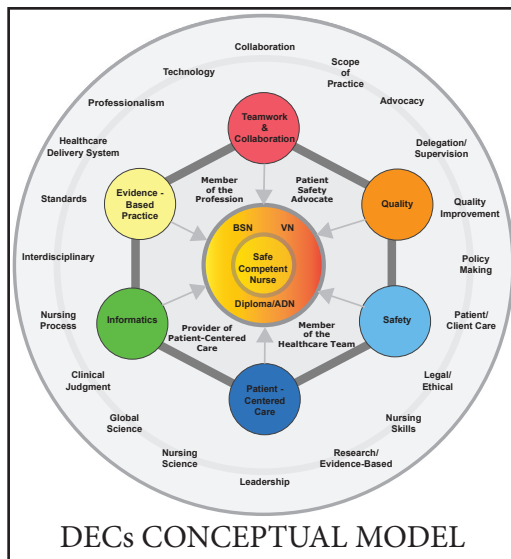 Collaboration
Scope
of
Practice
Technology
Advocacy
Professionalism
Teamwork
&
Collaboration
Healthcare
Delivery System
Delegation/
Supervision
Member
of the
Profession
Patient
Safety
Advocate
Evidence -
Based
Practice
Quality
Standards
Quality
Improvement
BSN
VN
Interdisciplinary
Safe
Competent
Nurse
Policy
Making
Diploma/ADN
Nursing
Process
Informatics
Safety
Patient/
Client Care
Provider of
Patient-Centered
Care
Member
of the
Healthcare Team
Clinical
Judgment
Patient -
Centered
Care
Legal/
Ethical
Global
Science
Nursing
Skills
Nursing
Science
Research/
Evidence-Based
Leadership
DECs CONCEPTUAL MODEL